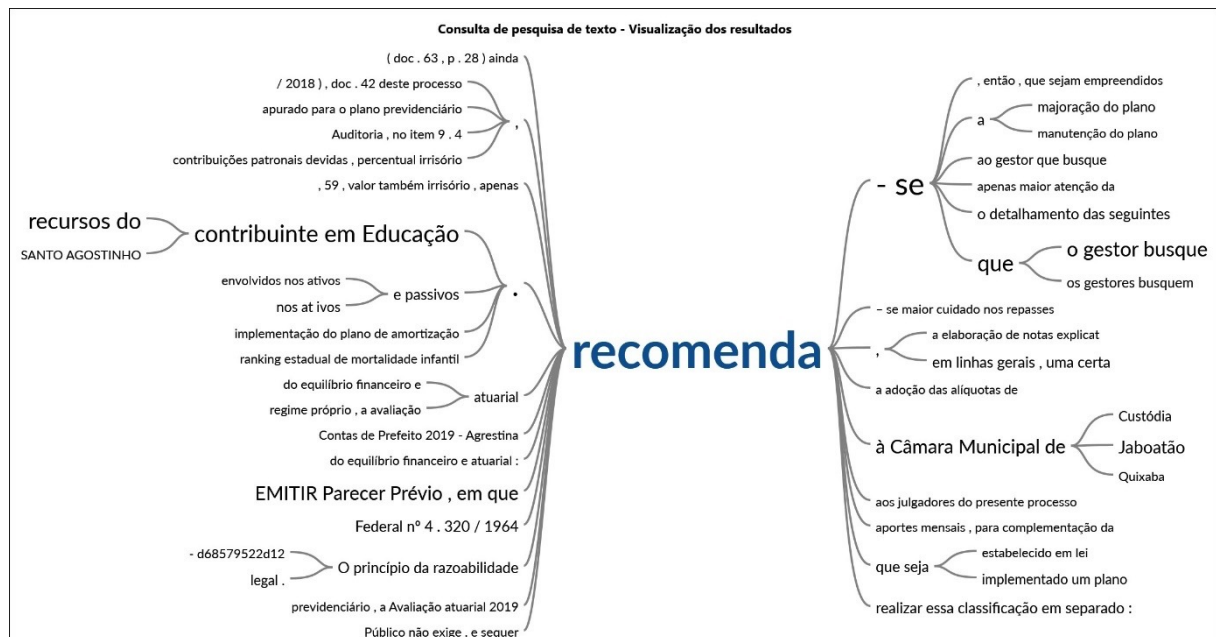 Consulta de pesquisa de texto - Visualização dos resultados
( doc . 63 , p . 28 ) ainda
/ 2018 ) , doc . 42 deste processo
apurado para o plano previdenciário
Auditoria , no item 9 . 4
contribuições patronais devidas , percentual irrisório
,
, 59 , valor também irrisório , apenas
recursos do
SANTO AGOSTINHO
contribuinte em Educação
envolvidos nos ativos
nos at ivos
e passivos
.
implementação do plano de amortização
ranking estadual de mortalidade infantil
do equilíbrio financeiro e
regime próprio , a avaliação
atuarial
Contas de Prefeito 2019 - Agrestina
do equilíbrio financeiro e atuarial :
EMITIR Parecer Prévio , em que
Federal nº 4 . 320 / 1964
- d68579522d12
legal .
O princípio da razoabilidade
previdenciário , a Avaliação atuarial 2019
Público não exige , e sequer
recomenda
- se
, então , que sejam empreendidos
a
majoração do plano
manutenção do plano
ao gestor que busque
apenas maior atenção da
o detalhamento das seguintes
que
o gestor busque
os gestores busquem
– se maior cuidado nos repasses
,
a elaboração de notas explicat
em linhas gerais , uma certa
a adoção das alíquotas de
à Câmara Municipal de
Custódia
Jaboatão
Quixaba
aos julgadores do presente processo
aportes mensais , para complementação da
que seja
estabelecido em lei
implementado um plano
realizar essa classificação em separado :